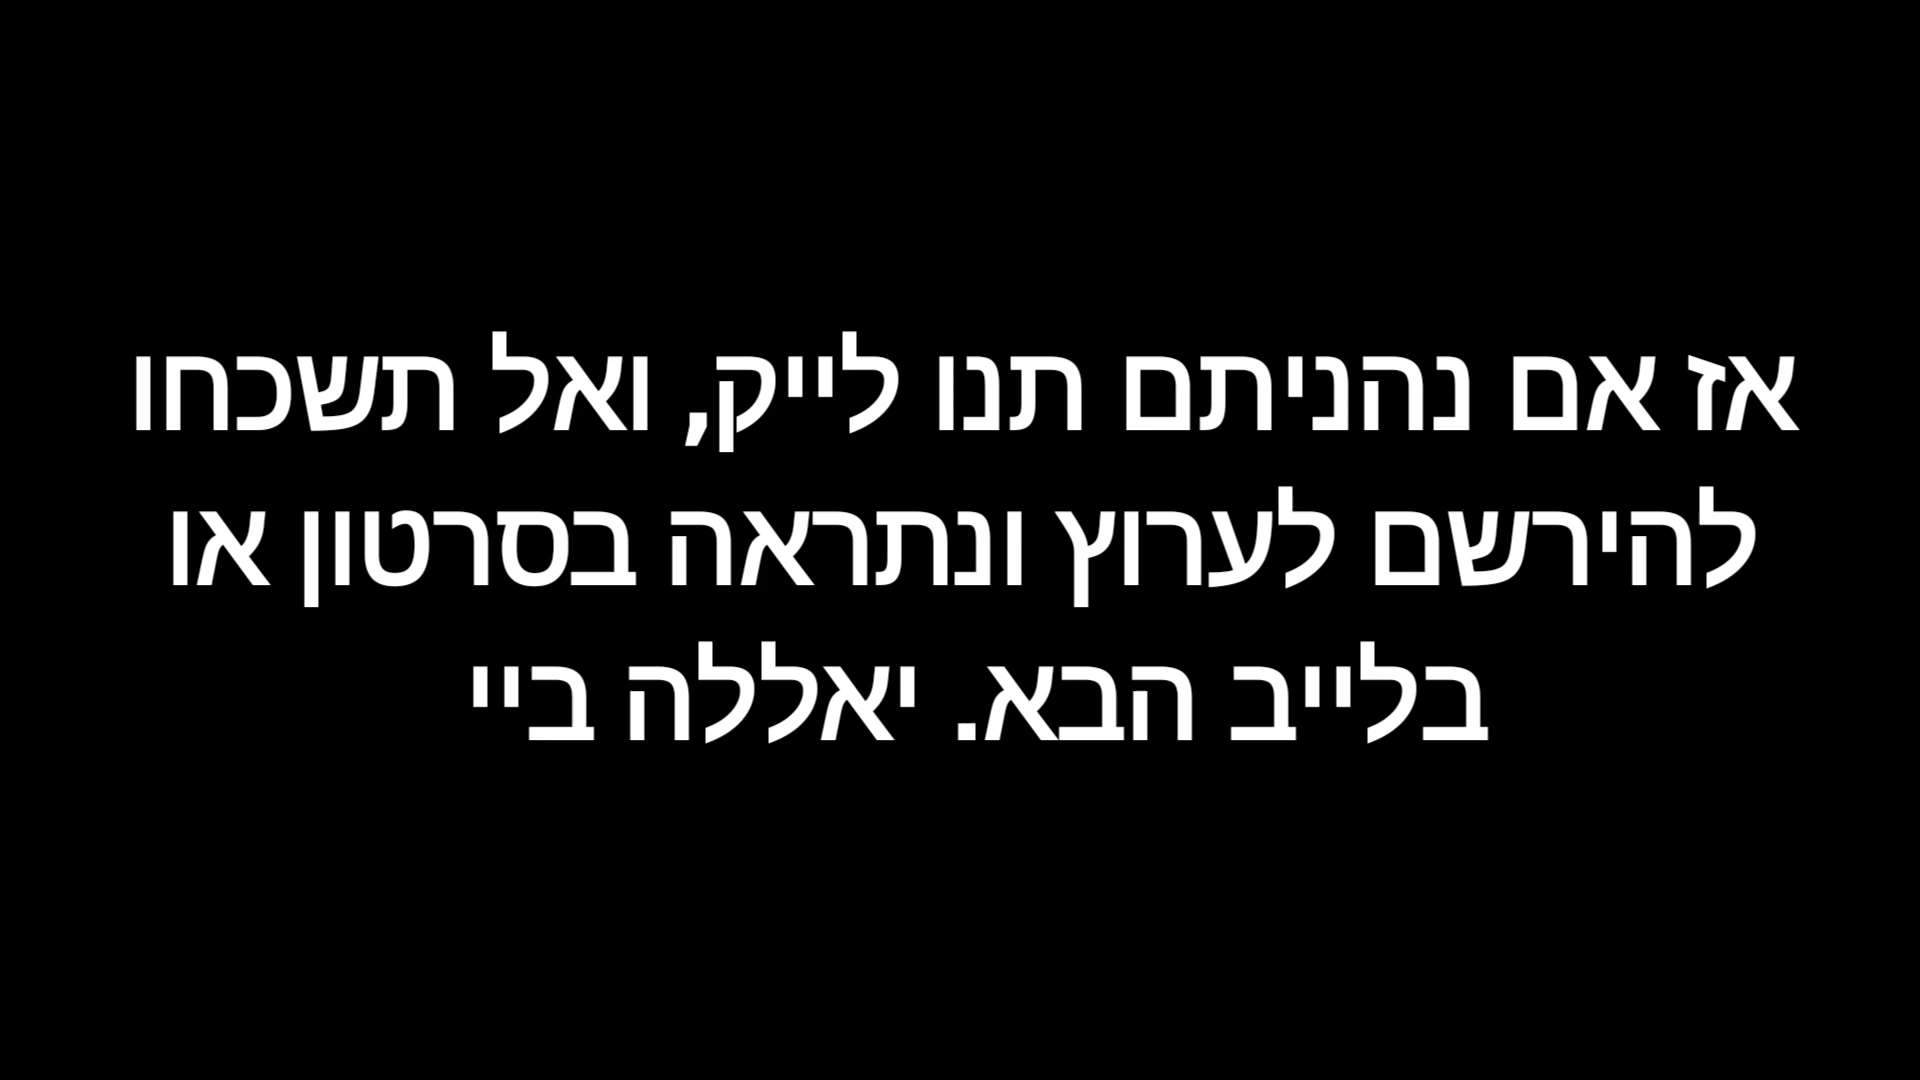 אז אם נהניתם תנו לייק, ואל תשכחו
להירשם לערוץ ונתראה בסרטון או
בלייב הבא. יאללה ביי